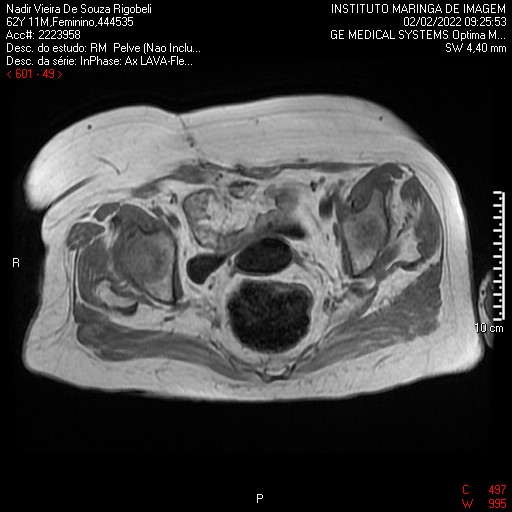 Nadir Vieira De Souza Rigobeli
62Y 11M,Feminino,444535
Acc#: 2223958
Desc. do estudo: RM Pelve (Nao Inclu...
Desc. da série: InPhase: Ax LAVA-Fle...
< 601 - 49 >
INSTITUTO MARINGA DE IMAGEM
02/02/2022 09:25:53
GE MEDICAL SYSTEMS Optima M...
SW 4,40 mm
R
10 cm
P
C 497
W 995